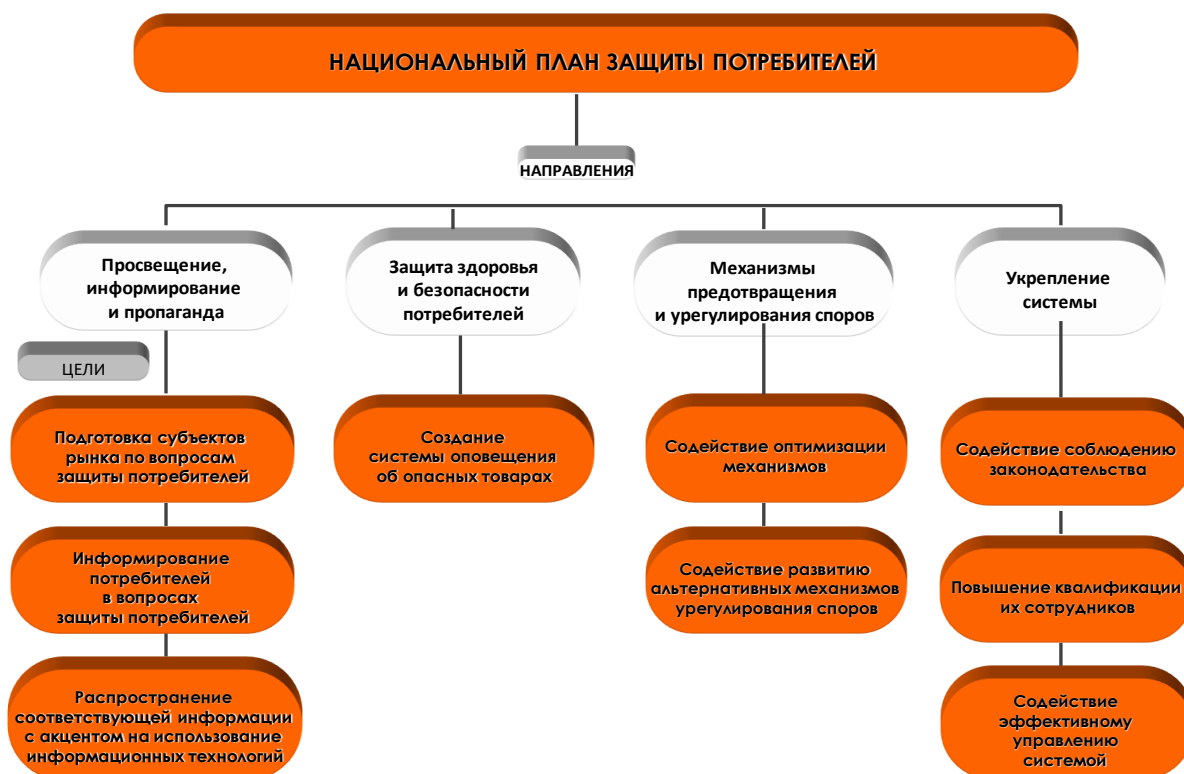 НАЦИОНАЛЬНЫЙ ПЛАН ЗАЩИТЫ ПОТРЕБИТЕЛЕЙ
НАПРАВЛЕНИЯ
Просвещение,
информирование
и пропаганда
Защита здоровья
и безопасности
потребителей
Механизмы
предотвращения
и урегулирования споров
Укрепление
системы
ЦЕЛИ
Подготовка субъектов
рынка по вопросам
защиты потребителей
Создание
системы оповещения
об опасных товарах
Содействие оптимизации
механизмов
Содействие соблюдению
законодательства
Информирование
потребителей
в вопросах
защиты потребителей
Содействие развитию
альтернативных механизмов
урегулирования споров
Повышение квалификации
их сотрудников
Распространение
соответствующей информации
с акцентом на использование
информационных технологий
Содействие
эффективному
управлению
системой